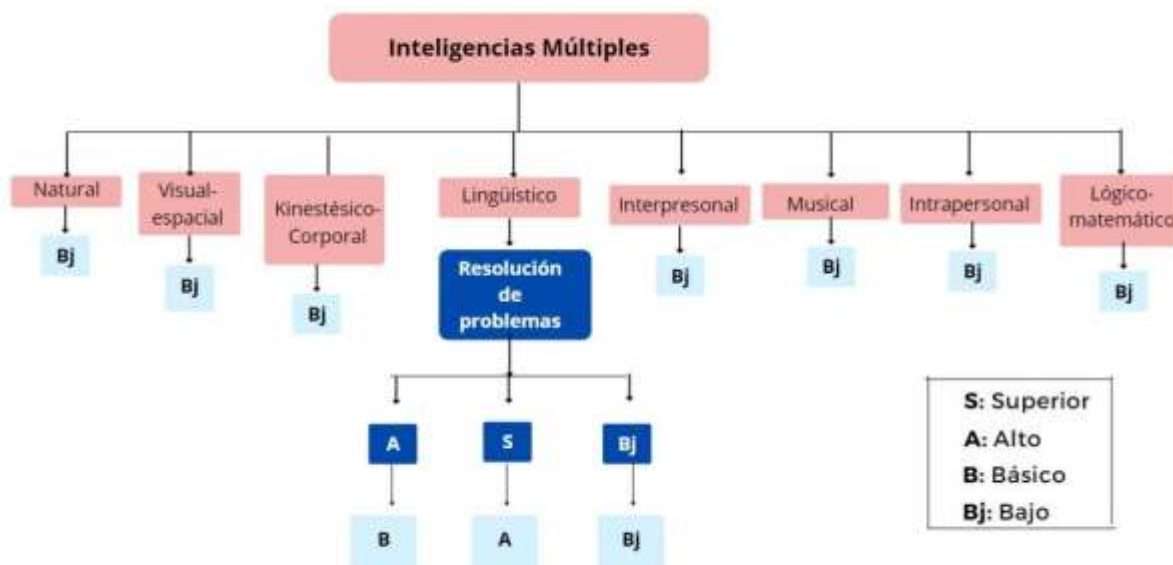 Inteligencias Múltiples
Natural
Visual-
espacial
Kinestésico-
Corporal
Lingüístico
Interpresonal
Musical
Intrapersonal
Lógico-
matemático
Bj
Bj
Bj
Resolución
de
problemas
Bj
Bj
Bj
Bj
A
S
Bj
B
A
Bj
S: Superior
A: Alto
B: Básico
Bj: Bajo